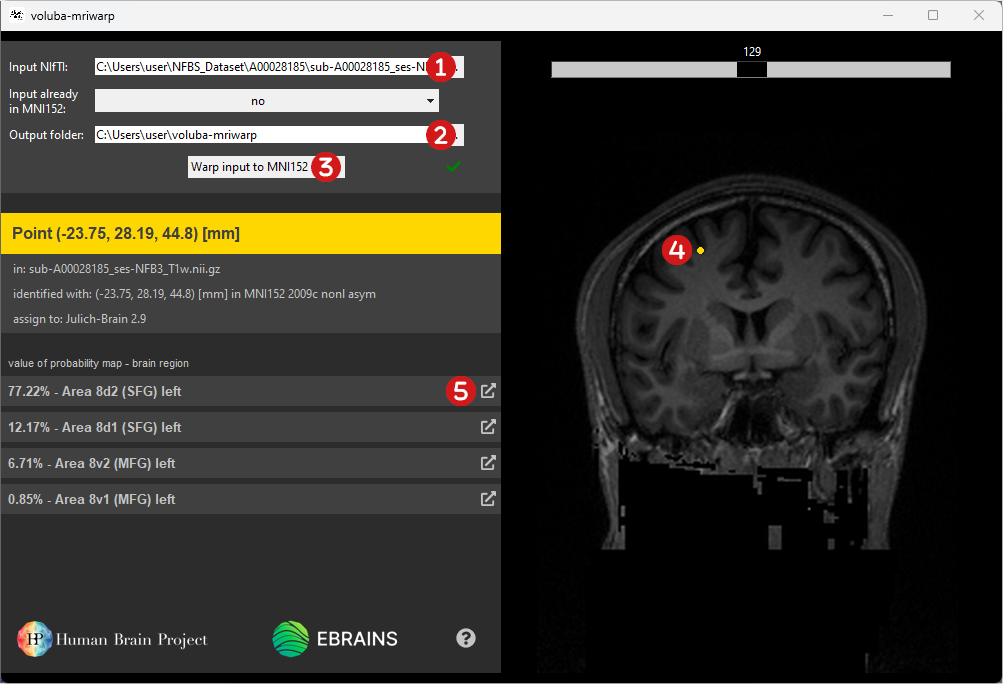 voluba-mriwarp
129
Input NIfTI:
C:\Users\user\NFBS_Dataset\A00028185\sub-A00028185_ses-N
1
Input already
in MNI152:
no
Output folder:
C:\Users\user\voluba-mriwarp
2
Warp input to MNI152
3
Point (-23.75, 28.19, 44.8) [mm]
4
in: sub-A00028185_ses-NFB3_T1w.nii.gz
identified with: (-23.75, 28.19, 44.8) [mm] in MNI152 2009c nonl asym
assign to: Julich-Brain 2.9
value of probability map - brain region
77.22% - Area 8d2 (SFG) left
5
12.17% - Area 8d1 (SFG) left
6.71% - Area 8v2 (MFG) left
0.85% - Area 8v1 (MFG) left
HP Human Brain Project
EBRAINS
?